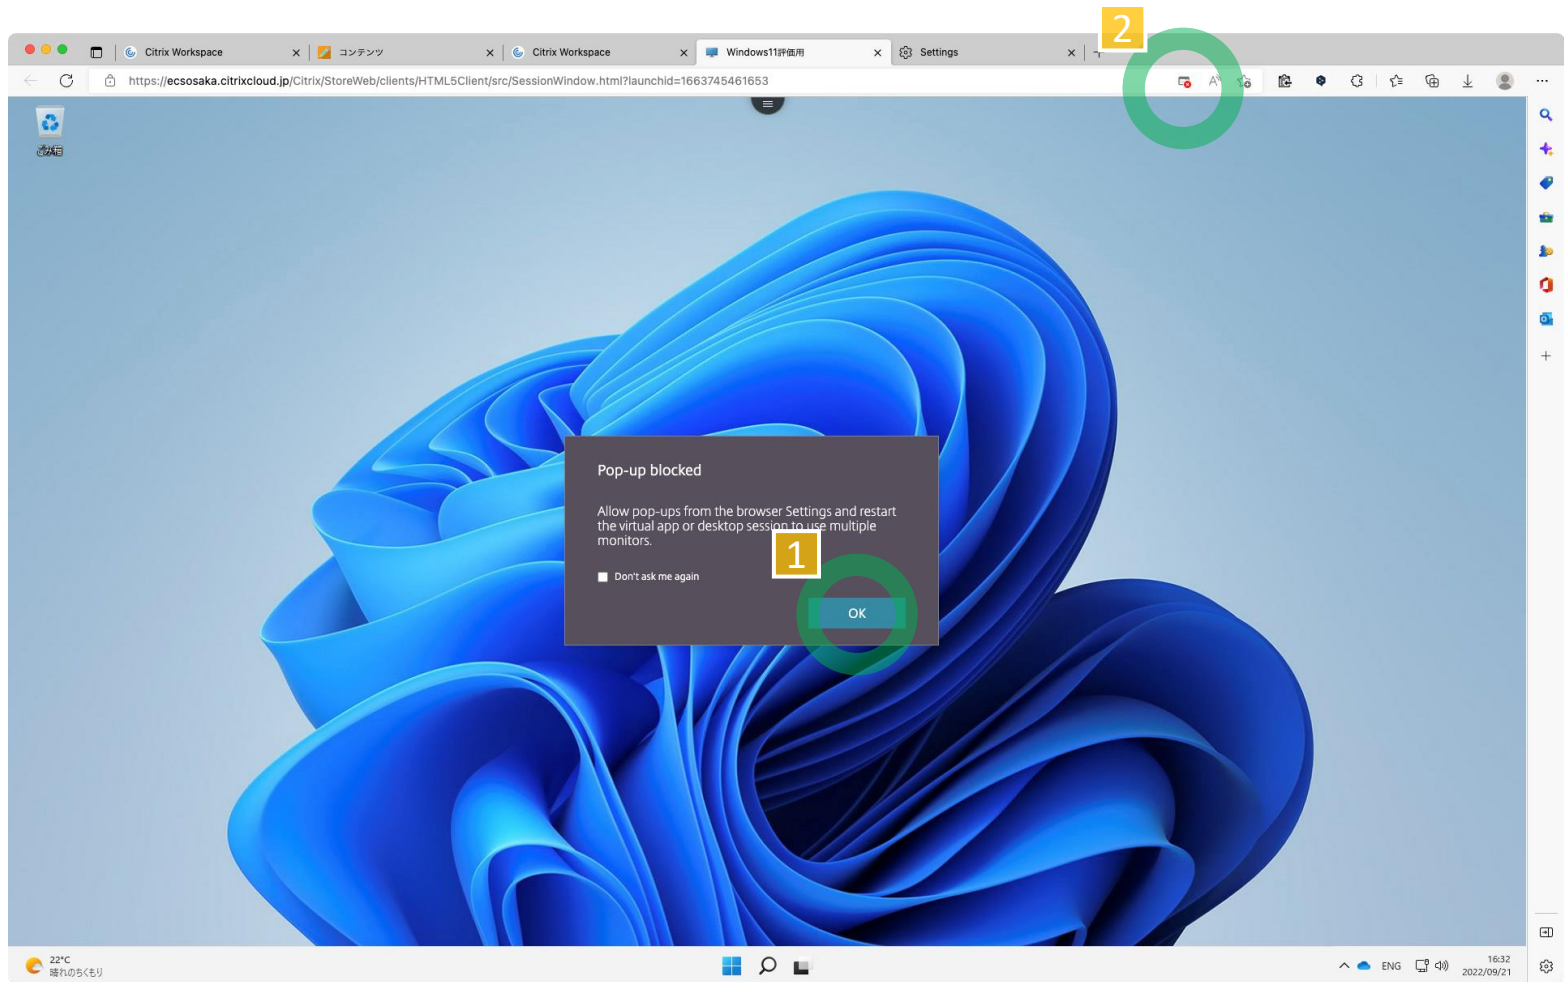 2
Citrix Workspace
コンテンツ
Citrix Workspace
Windows11評価用
Settings
https://ecsosaka.citrixcloud.jp/Citrix/StoreWeb/clients/HTML5Client/src/SessionWindow.html?launchid=1663745461653
ごみ箱
Pop-up blocked
Allow pop-ups from the browser Settings and restart
the virtual app or desktop session to use multiple
monitors.
1
Don't ask me again
OK
22°C
晴れのちくもり
ENG
16:32
2022/09/21